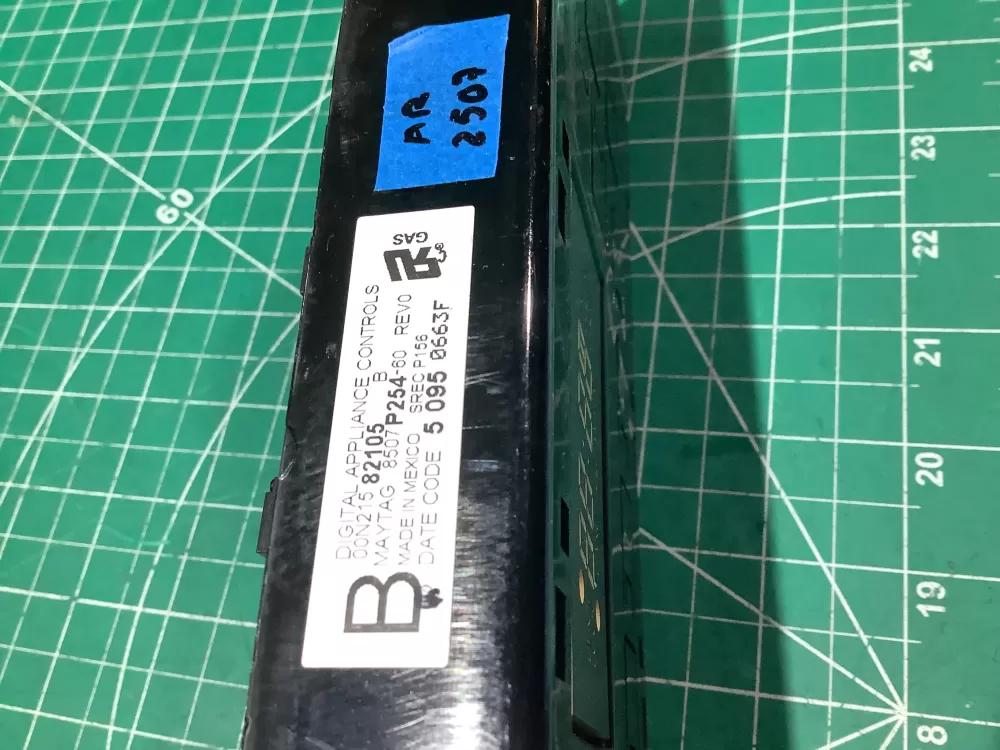 AR
2507
GAS
B
DIGITAL APPLIANCE CONTROLS
00N215 82105 B
MAYTAG 8507P254-60 REV0
MADE IN MEXICO SREC P156
DATE CODE 5 095 0663F
60
24
23
22
21
20
19
8